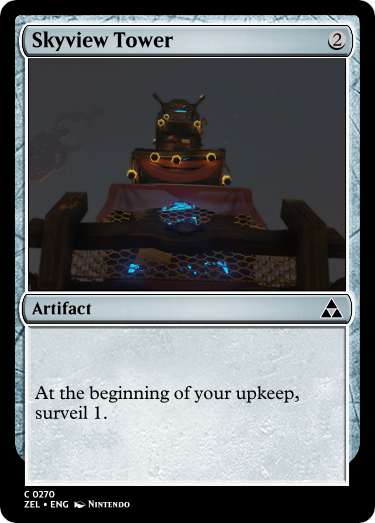 Skyview Tower 2
Artifact
At the beginning of your upkeep,
surveil 1.
C 0270
ZEL • ENG Nintendo